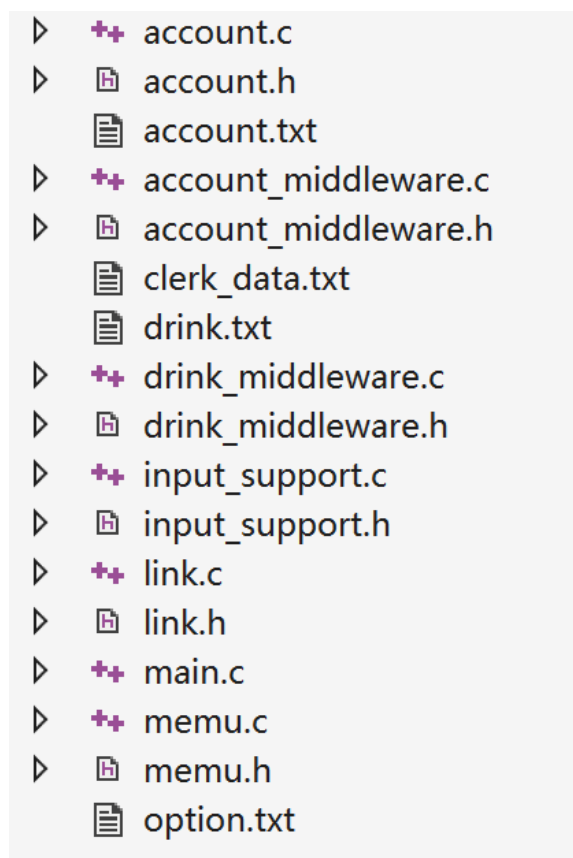 account.c
account.h
account.txt
account_middleware.c
account_middleware.h
clerk_data.txt
drink.txt
drink_middleware.c
drink_middleware.h
input_support.c
input_support.h
link.c
link.h
main.c
memu.c
memu.h
option.txt